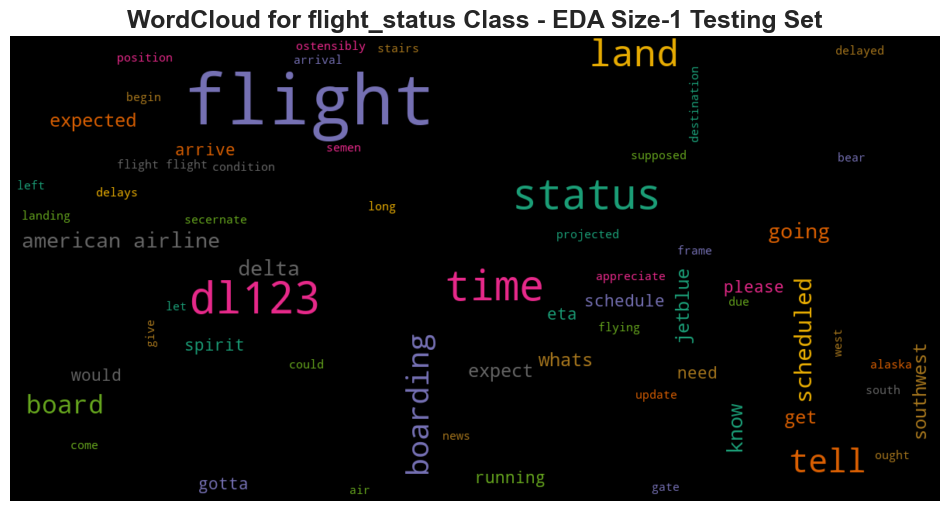 WordCloud for flight_status Class - EDA Size-1 Testing Set
ostensibly
stairs
land
delayed
position
arrival
flight
destination
begin
expected
arrive
semen
supposed
bear
flight flight
condition
left
delays
status
long
landing
secernate
american airline
projected
going
frame
delta
time
appreciate
please
dl123
schedule
jetblue
due
scheduled
let
eta
flying
give
spirit
west
could
whats
alaska
would
expect
need
southwest
boarding
update
south
board
know
get
come
news
tell
ought
running
gotta
air
gate